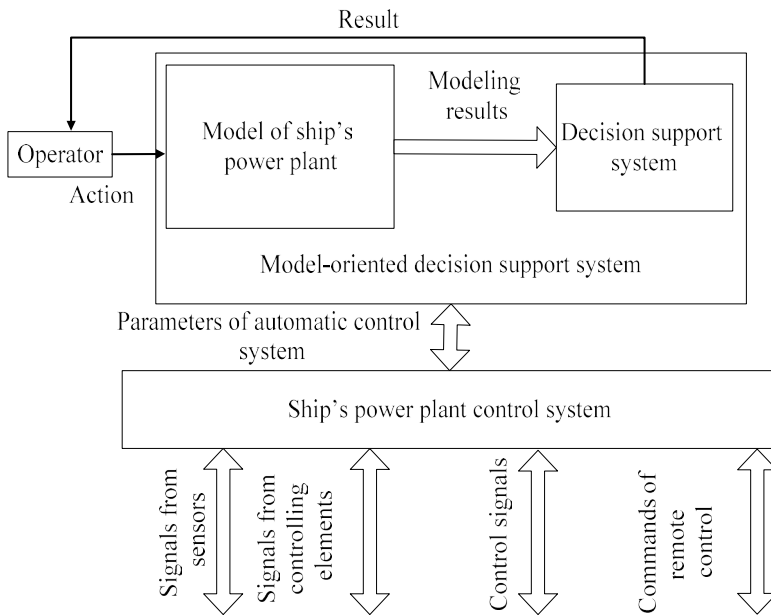 Result
Model of ship's
power plant
Modeling
results
Decision support
system
Operator
Action
Model-oriented decision support system
Parameters of automatic control
system
Ship's power plant control system
Signals from
sensors
Signals from
controlling
elements
Control signals
Commands of
remote
control